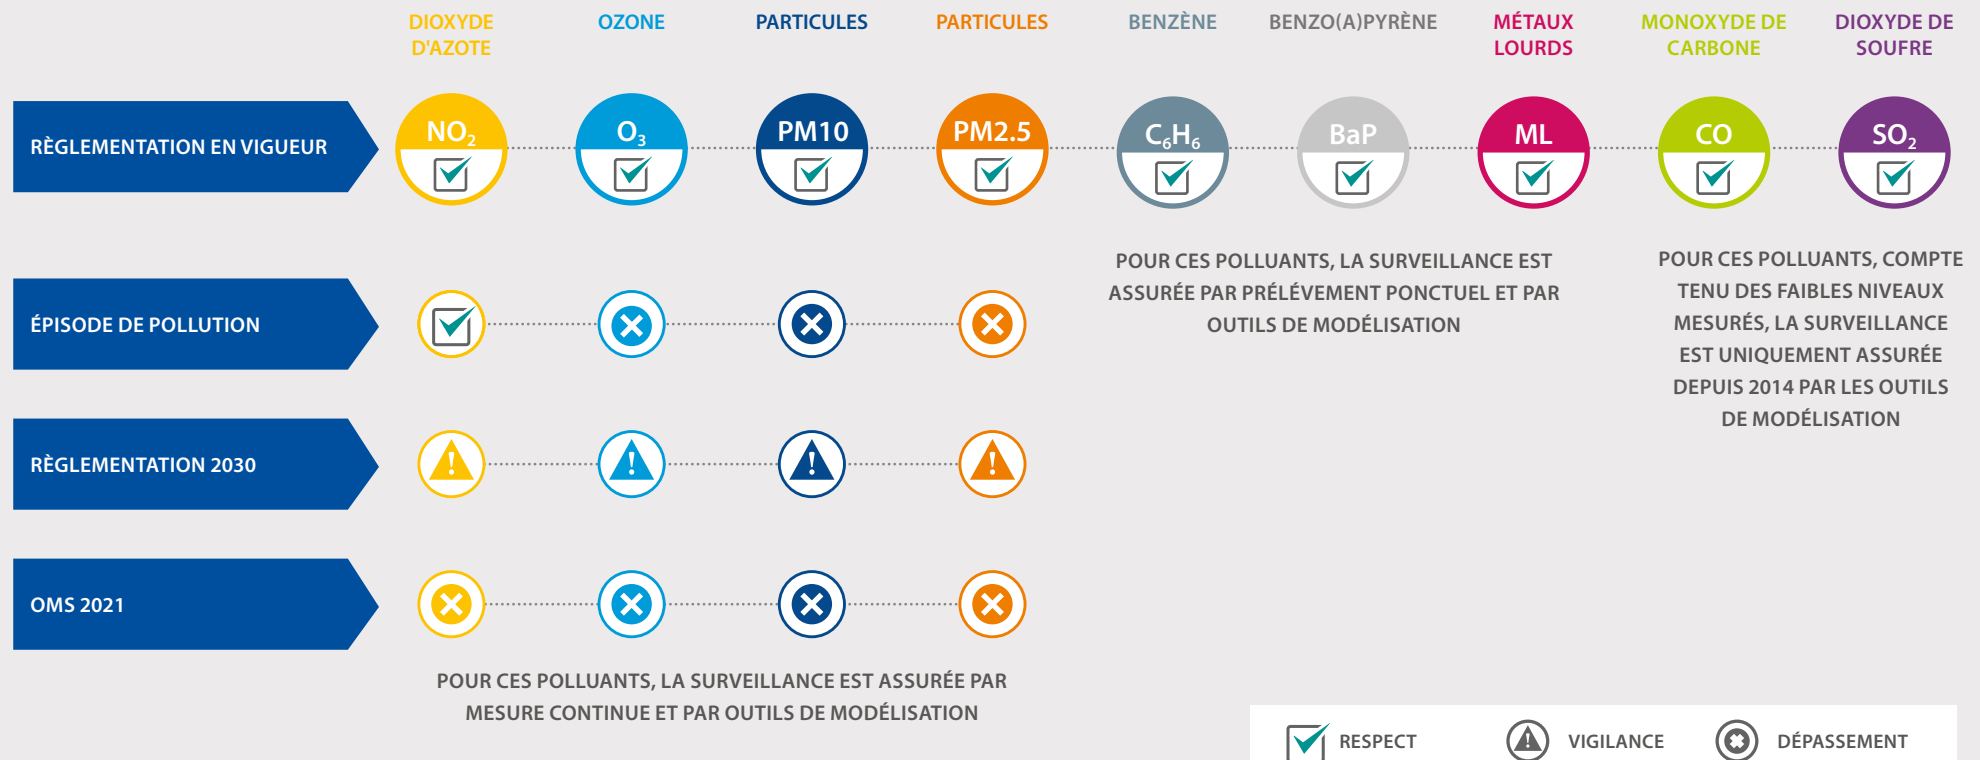 DIOXYDE
D'AZOTE
OZONE
PARTICULES
PARTICULES
BENZÈNE
BENZO(A)PYRÈNE
MÉTAUX
LOURDS
MONOXYDE DE
CARBONE
DIOXYDE DE
SOUFRE
RÈGLEMENTATION EN VIGUEUR
NO₂
O₃
PM10
PM2.5
C₆H₆
BaP
ML
CO
SO₂
POUR CES POLLUANTS, LA SURVEILLANCE EST
ASSURÉE PAR PRÉLÉVEMENT PONCTUEL ET PAR
OUTILS DE MODÉLISATION
POUR CES POLLUANTS, COMPTE
TENU DES FAIBLES NIVEAUX
MESURÉS, LA SURVEILLANCE
EST UNIQUEMENT ASSURÉE
DEPUIS 2014 PAR LES OUTILS
DE MODÉLISATION
ÉPISODE DE POLLUTION
RÈGLEMENTATION 2030
OMS 2021
POUR CES POLLUANTS, LA SURVEILLANCE EST ASSURÉE PAR
MESURE CONTINUE ET PAR OUTILS DE MODÉLISATION
RESPECT
VIGILANCE
DÉPASSEMENT